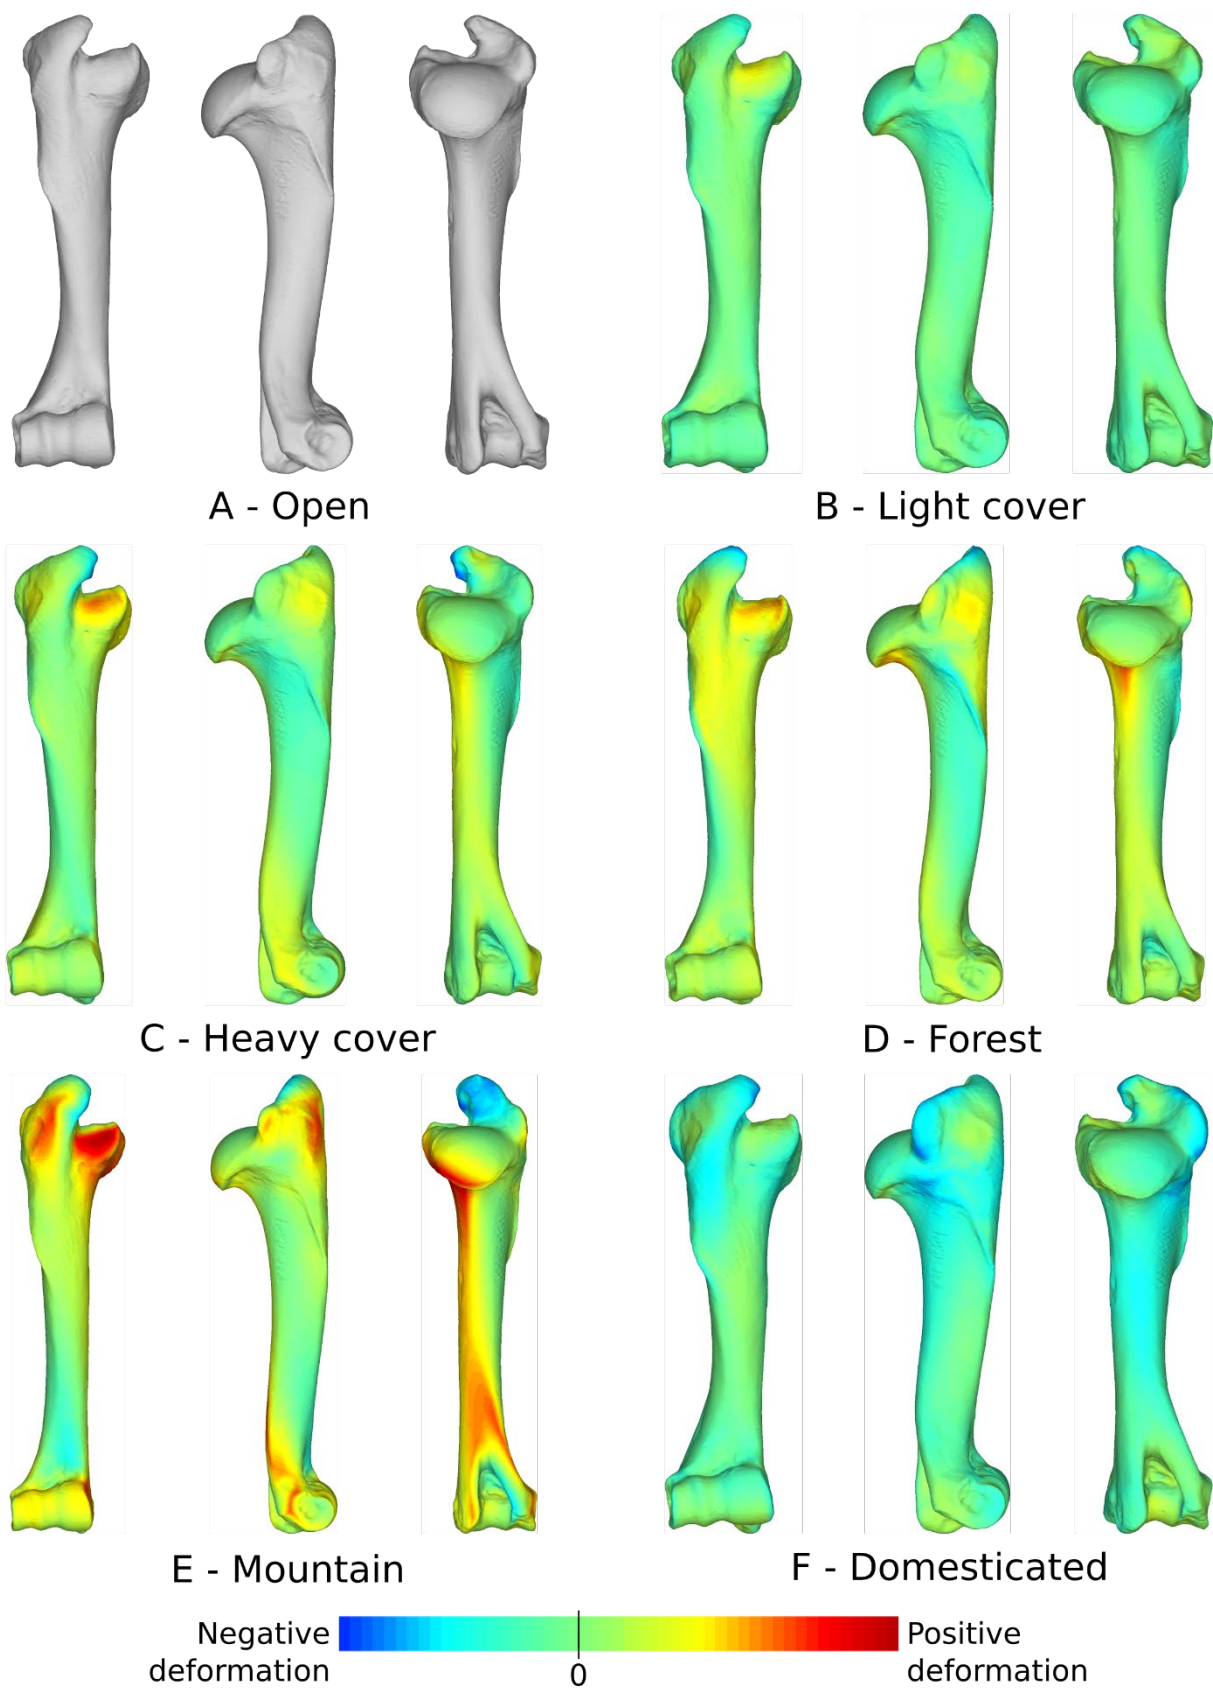 A - Open
B - Light cover
C - Heavy cover
D - Forest
E - Mountain
F - Domesticated
Negative deformation
0
Positive deformation